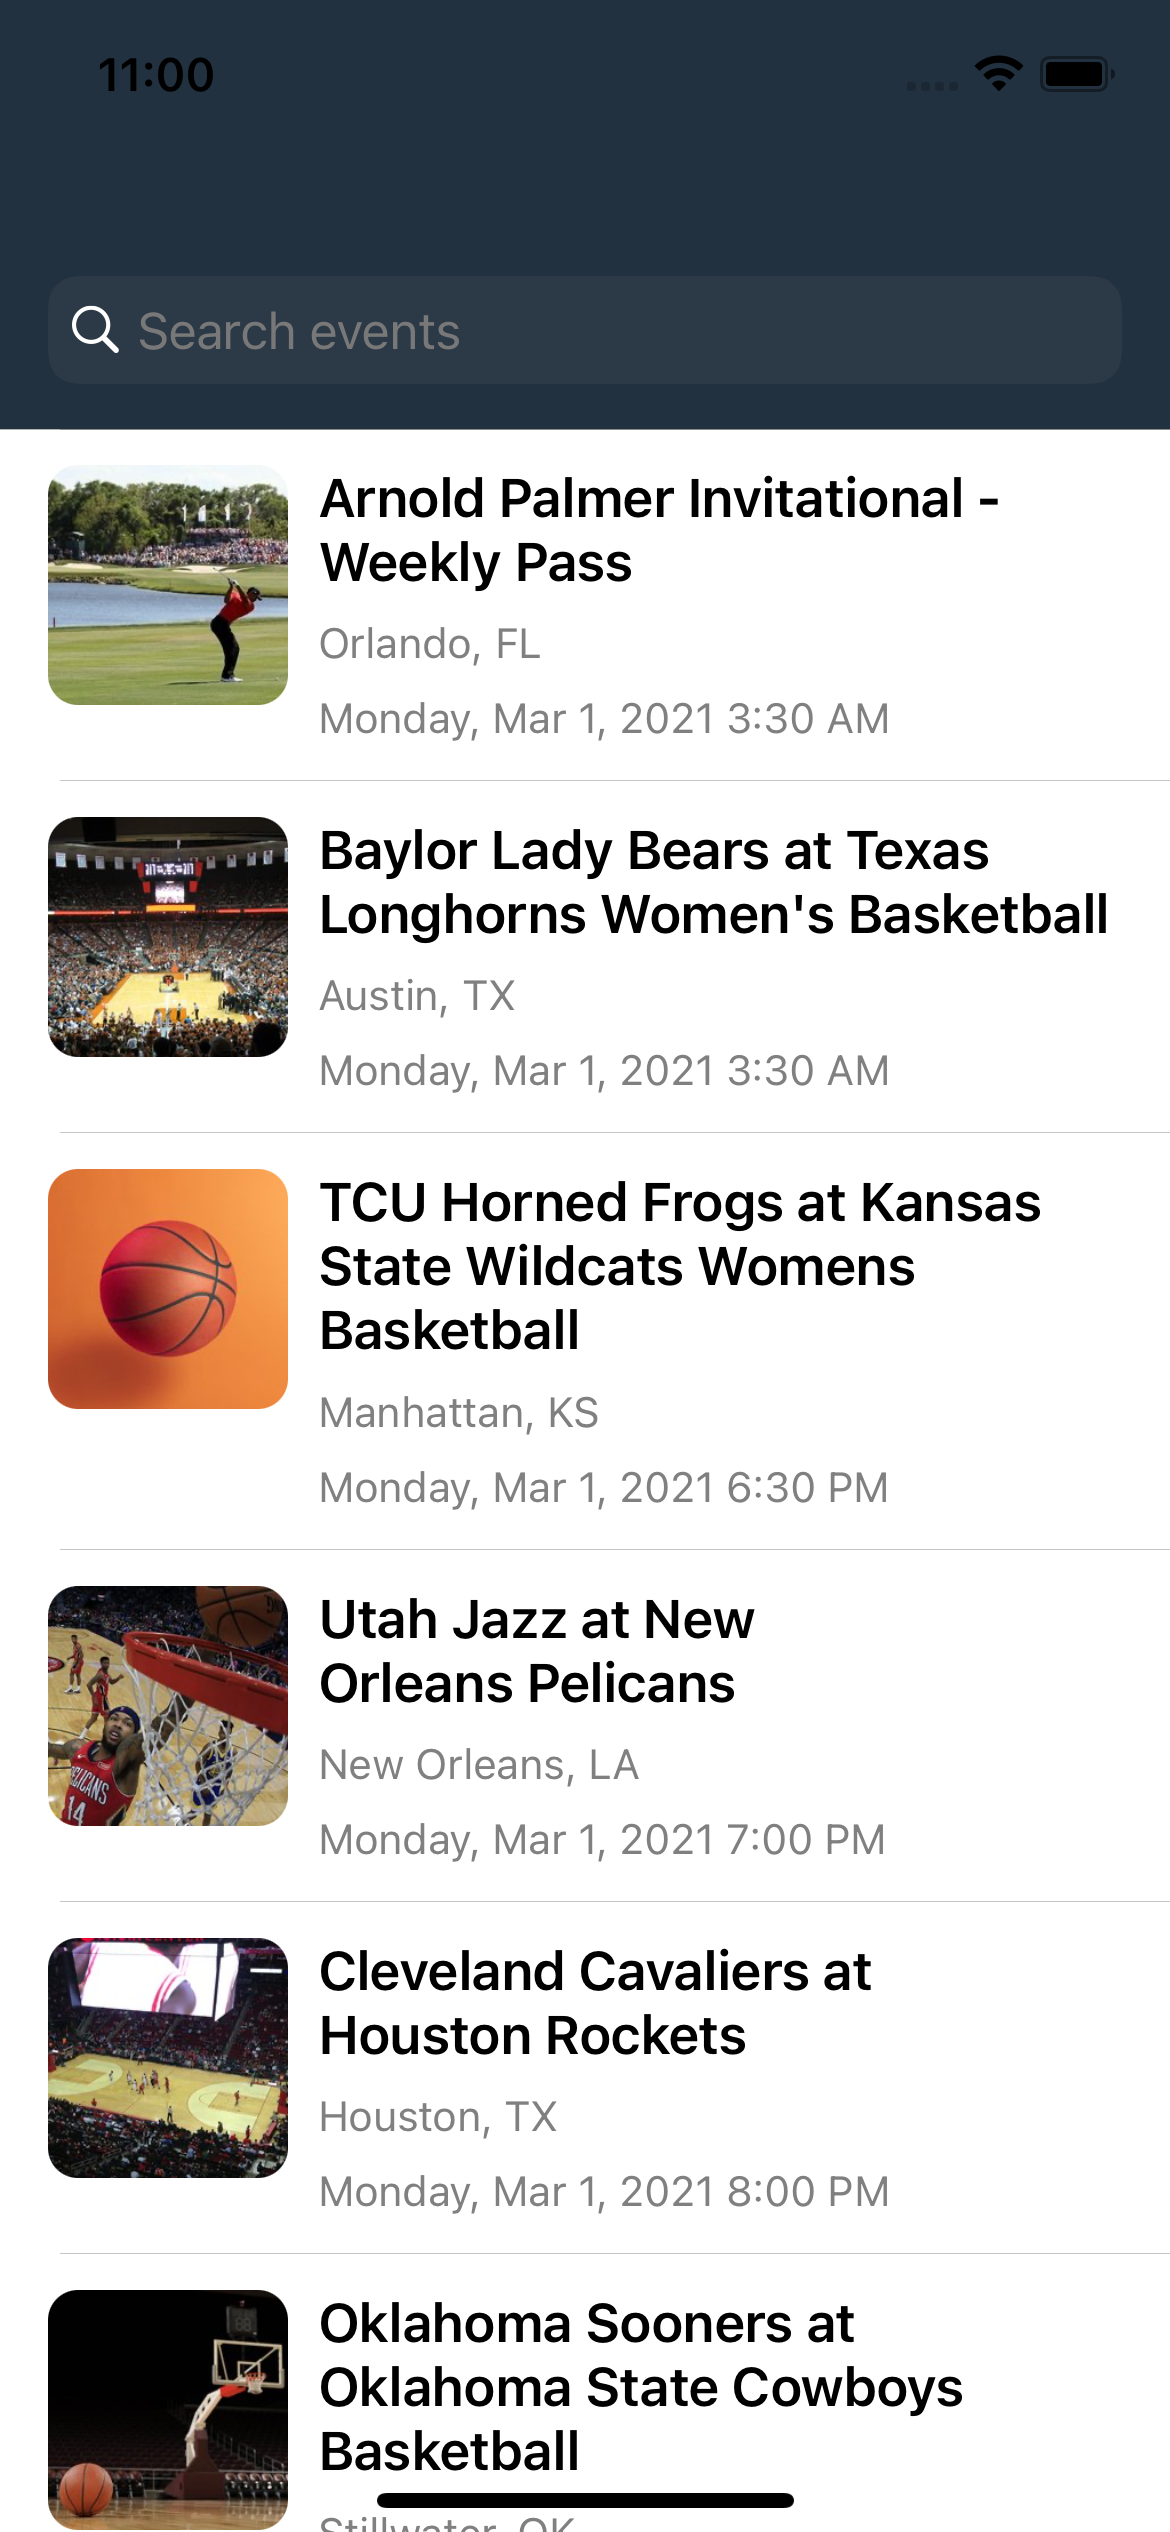 11:00
Search events
Arnold Palmer Invitational -
Weekly Pass
Orlando, FL
Monday, Mar 1, 2021 3:30 AM
Baylor Lady Bears at Texas
Longhorns Women's Basketball
Austin, TX
Monday, Mar 1, 2021 3:30 AM
TCU Horned Frogs at Kansas
State Wildcats Womens
Basketball
Manhattan, KS
Monday, Mar 1, 2021 6:30 PM
Utah Jazz at New
Orleans Pelicans
New Orleans, LA
Monday, Mar 1, 2021 7:00 PM
PELICANS
14
Cleveland Cavaliers at
Houston Rockets
Houston, TX
Monday, Mar 1, 2021 8:00 PM
Oklahoma Sooners at
Oklahoma State Cowboys
Basketball
Stillwater, OK